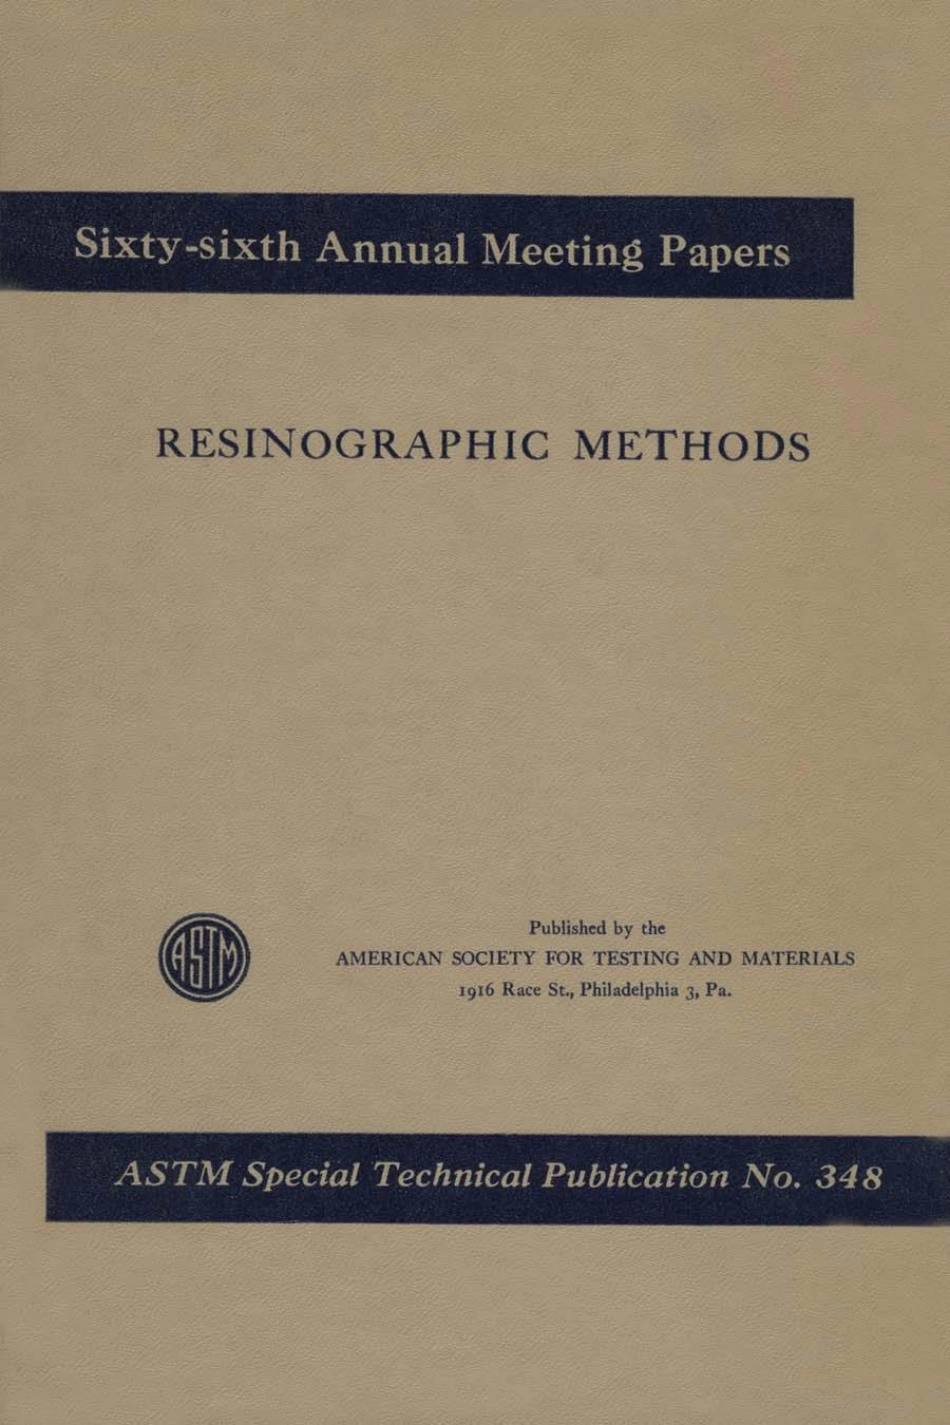 Sixty-sixth Annual Meeting Papers
RESINOGRAPHIC METHODS
ASTM
Published by the
AMERICAN SOCIETY FOR TESTING AND MATERIALS
1916 Race St., Philadelphia 3, Pa.
ASTM Special Technical Publication No. 348